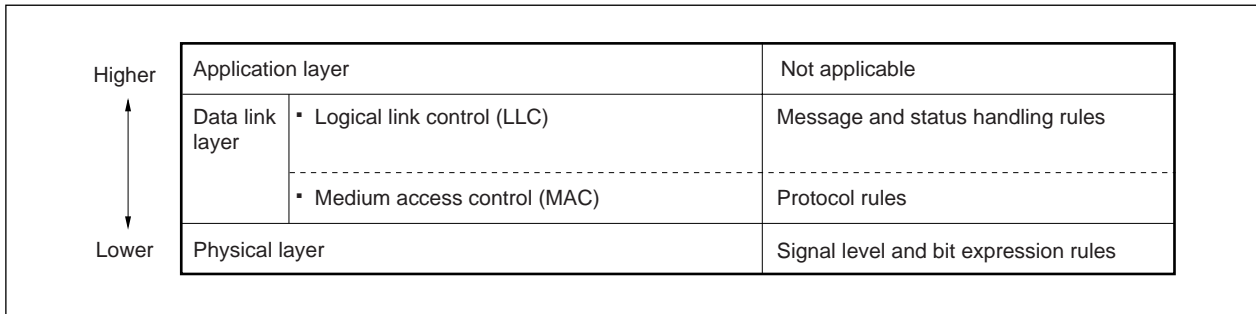 Higher
Application layer
Not applicable
Data link
layer
▪ Logical link control (LLC)
Message and status handling rules
▪ Medium access control (MAC)
Protocol rules
Lower
Physical layer
Signal level and bit expression rules